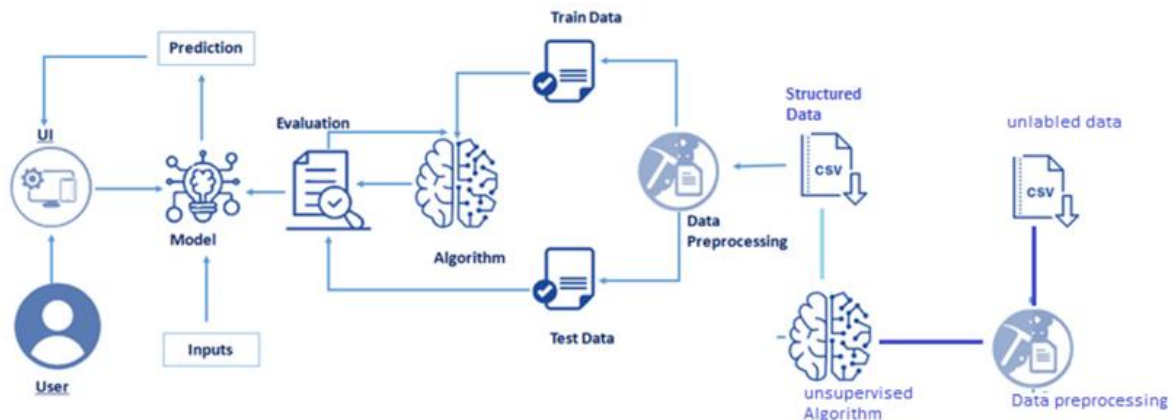 Train Data
Prediction
Structured
Data
Evaluation
unlabled data
UI
CSV
CSV
Model
Data
Preprocessing
Algorithm
Test Data
Inputs
User
unsupervised
Algorithm
Data preprocessing